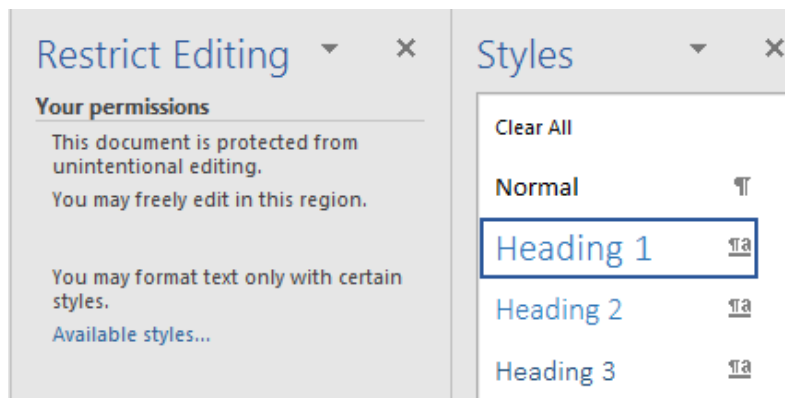 Restrict Editing
Your permissions
This document is protected from
unintentional editing.
You may freely edit in this region.
You may format text only with certain
styles.
Available styles...
Styles
Clear All
Normal ¶
Heading 1 ¶a
Heading 2 ¶a
Heading 3 ¶a